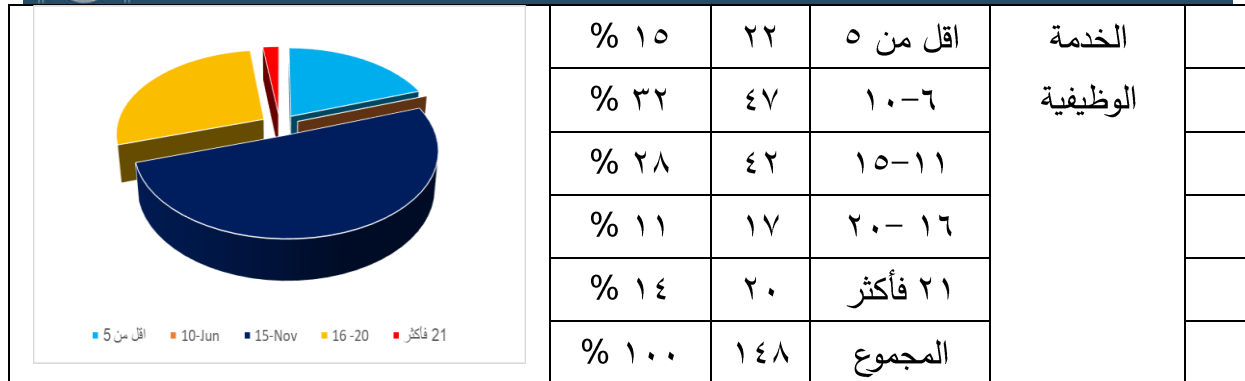 الخدمة
الوظيفية
اقل من ٥ ٢٢ ١٥ %
٦-١٠ ٤٧ ٣٢ %
١١-١٥ ٤٢ ٢٨ %
١٦ -٢٠ ١٧ ١١ %
٢١ فأكثر ٢٠ ١٤ %
المجموع ١٤٨ ١٠٠ %
اقل من 5 10-Jun 15-Nov 16 -20 21 فأكثر